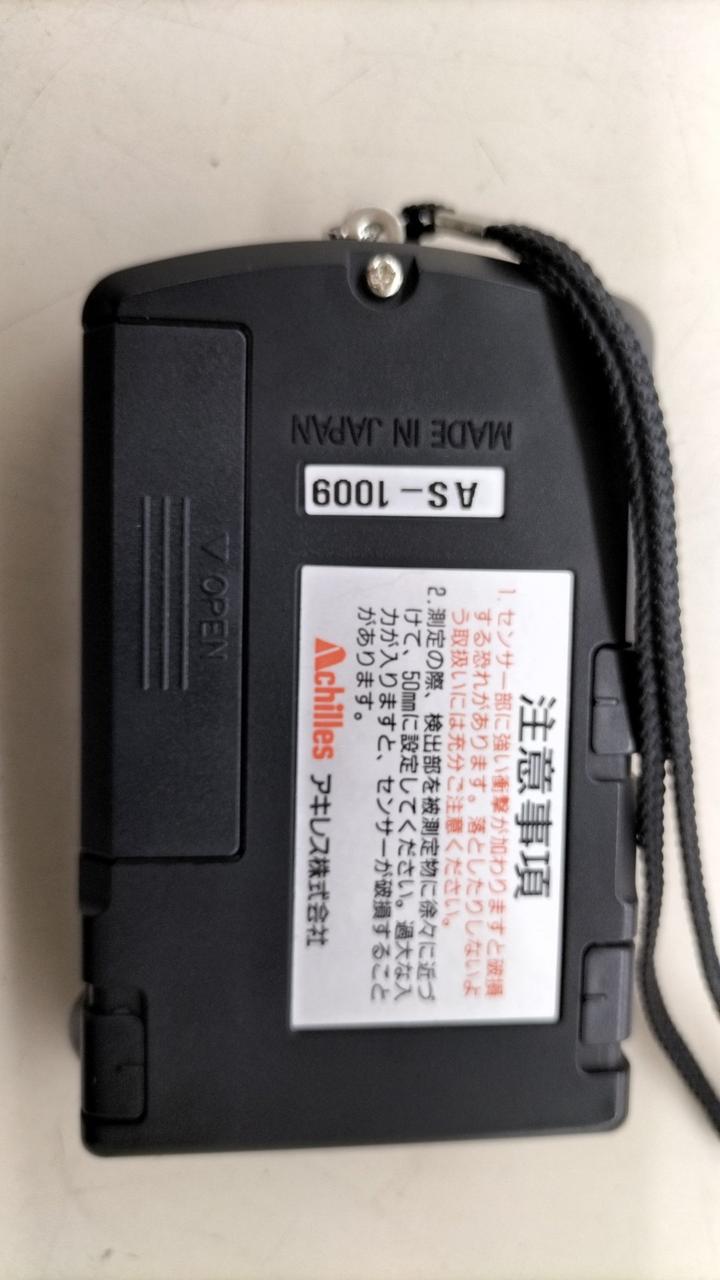 MADE IN JAPAN
AS-1009
▽OPEN
注意事項
1. センサー部に強い衝撃が加わりますと破損
する恐れがあります。落としたりしないよ
う取扱いには充分ご注意ください。
2. 測定の際、検出部を被測定物に徐々に近づ
けて、50mmに設定してください。過大な入
力が入りますと、センサーが破損すること
があります。
Achilles アキレス株式会社